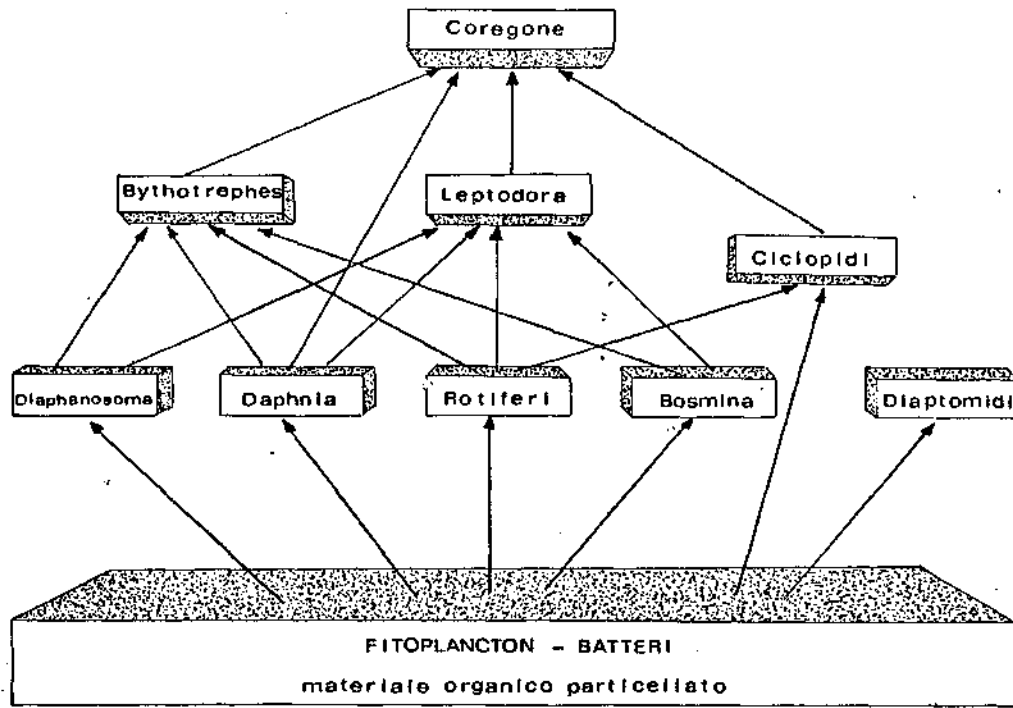 Coregone
Bythotrephes
Leptodora
Ciclopidi
Diaphanosoma
Daphnia
Rotiferi
Bosmina
Diaptomidi
FITOPLANCTON - BATTERI
materiale organico particellato